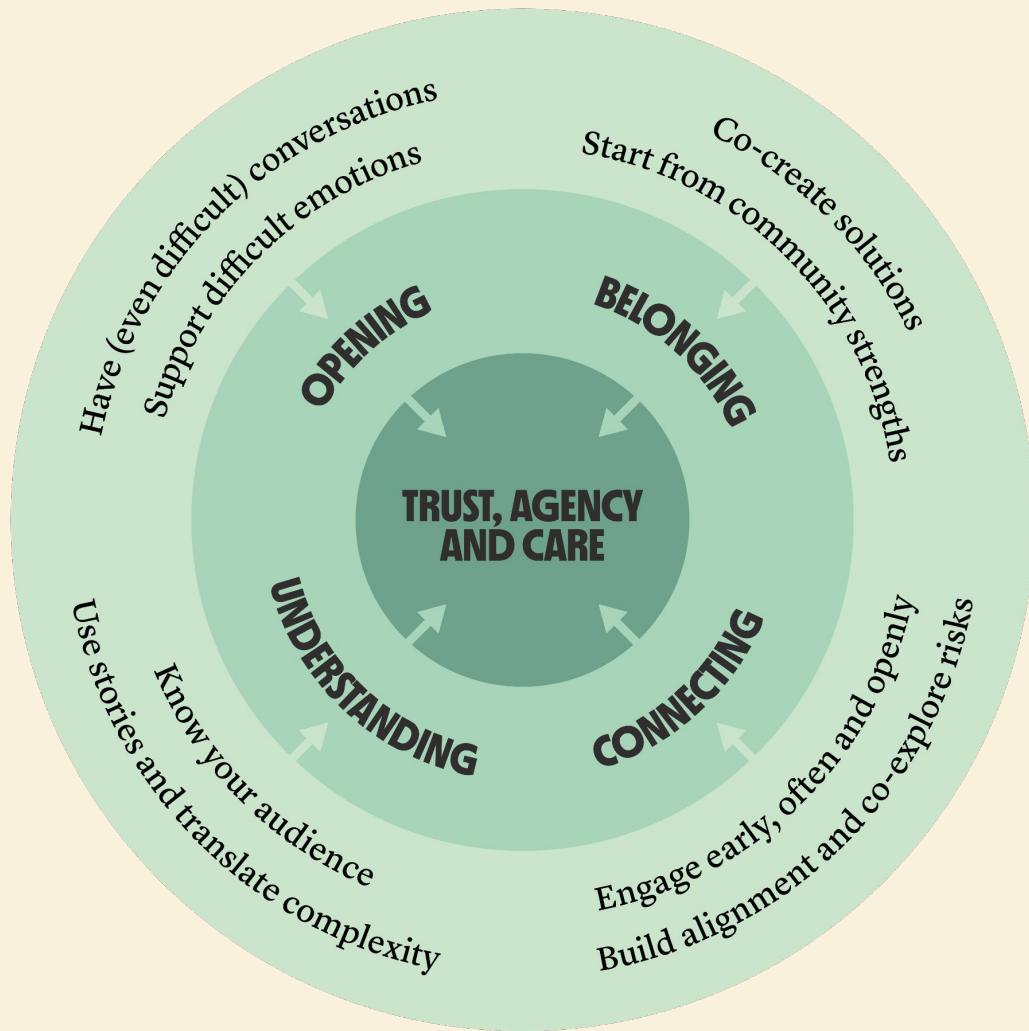 Have (even difficult) conversations
Support difficult emotions
OPENING
Co-create solutions
Start from community strengths
BELONGING
TRUST, AGENCY
AND CARE
UNDERSTANDING
Know your audience
Use stories and translate complexity
CONNECTING
Engage early, often and openly
Build alignment and co-explore risks